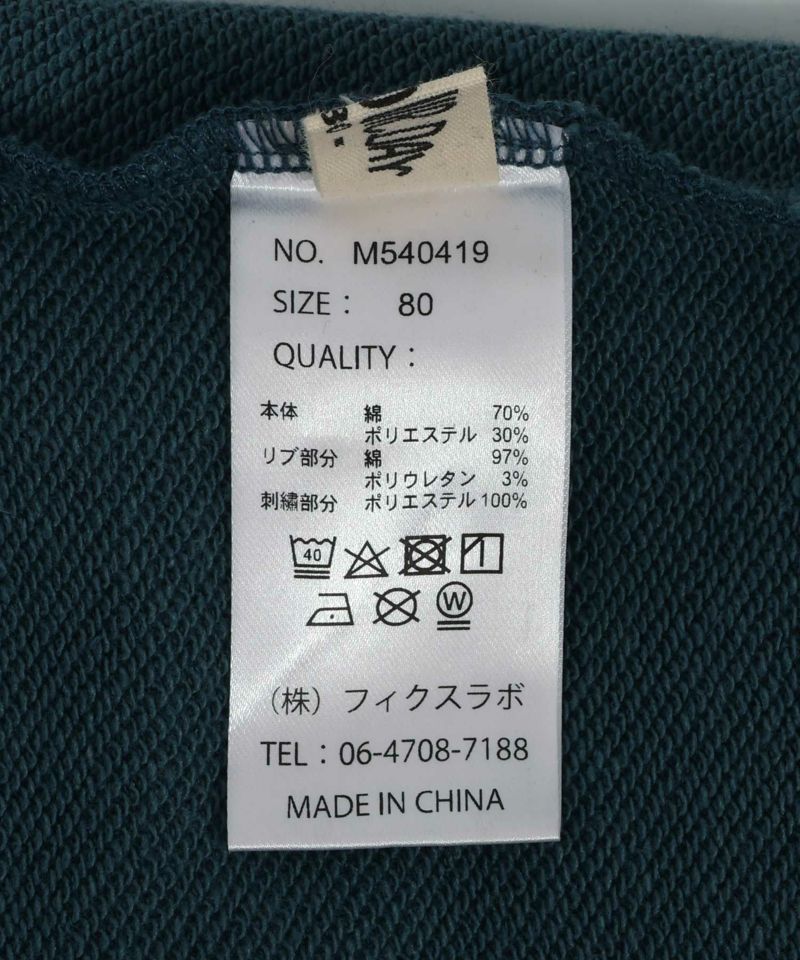 NO. M540419
SIZE : 80
QUALITY :
本体 綿 70%
ポリエステル 30%
リブ部分 綿 97%
ポリウレタン 3%
刺繍部分 ポリエステル 100%
40
W
(株) フィクスラボ
TEL : 06-4708-7188
MADE IN CHINA